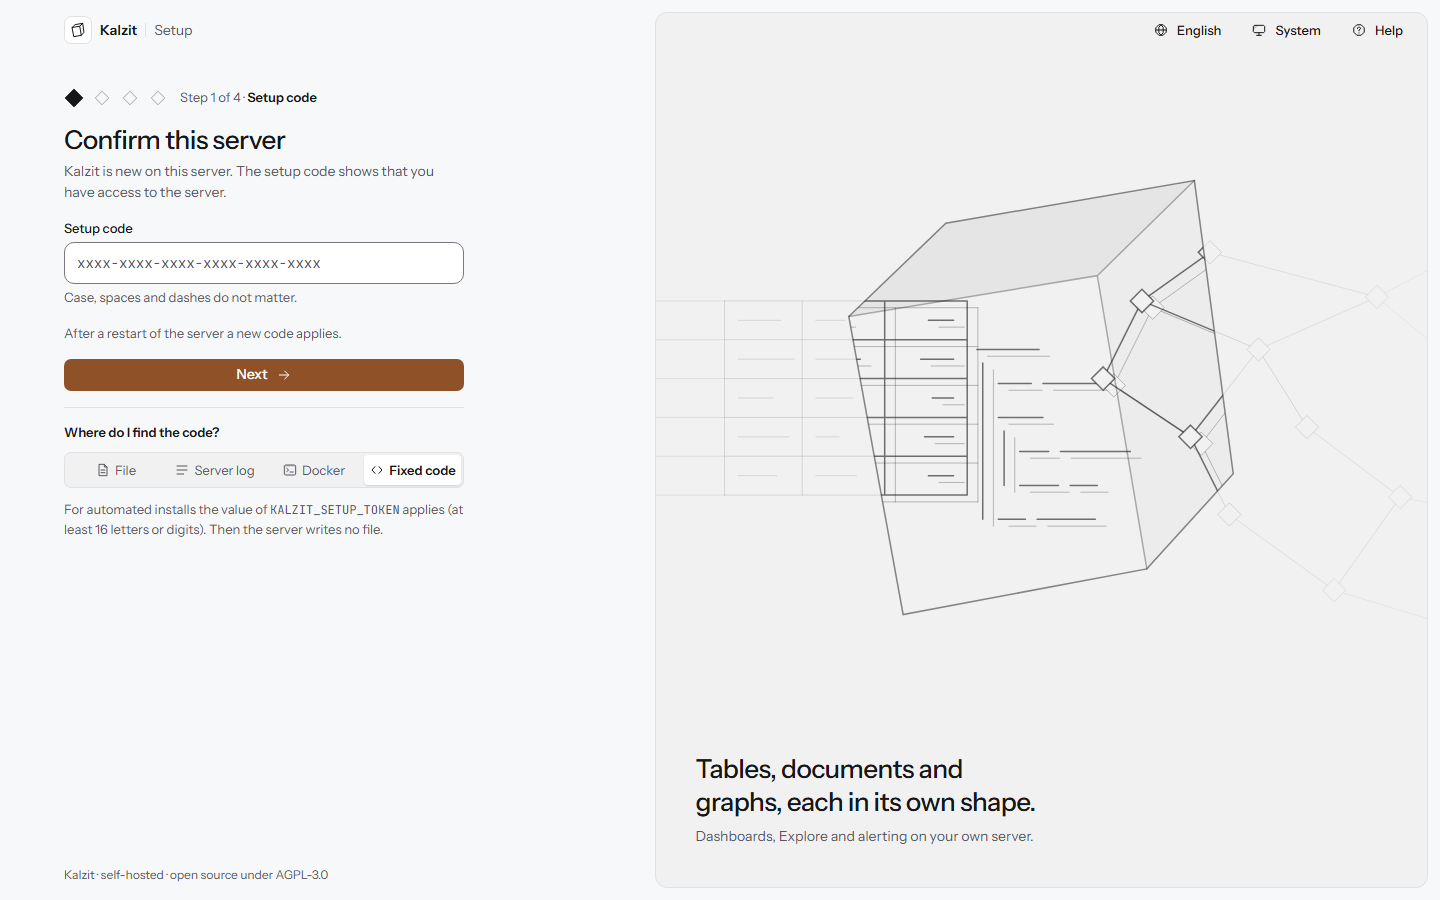 Kalzit Setup
English System Help
Step 1 of 4 · Setup code
Confirm this server
Kalzit is new on this server. The setup code shows that you
have access to the server.
Setup code
xxxx-xxxx-xxxx-xxxx-xxxx-xxxx
Case, spaces and dashes do not matter.
After a restart of the server a new code applies.
Next →
Where do I find the code?
File Server log Docker Fixed code
For automated installs the value of KALZIT_SETUP_TOKEN applies (at
least 16 letters or digits). Then the server writes no file.
Tables, documents and
graphs, each in its own shape.
Dashboards, Explore and alerting on your own server.
Kalzit · self-hosted · open source under AGPL-3.0